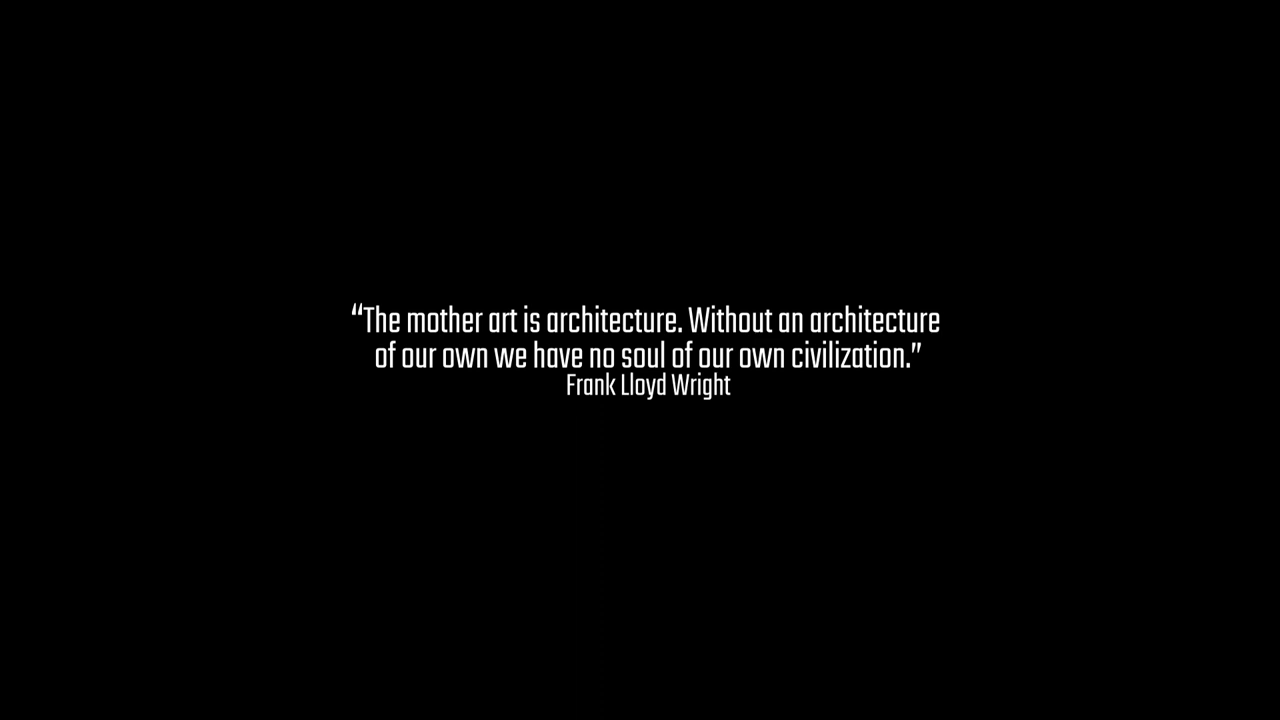 “The mother art is architecture. Without an architecture
of our own we have no soul of our own civilization.”
Frank Lloyd Wright